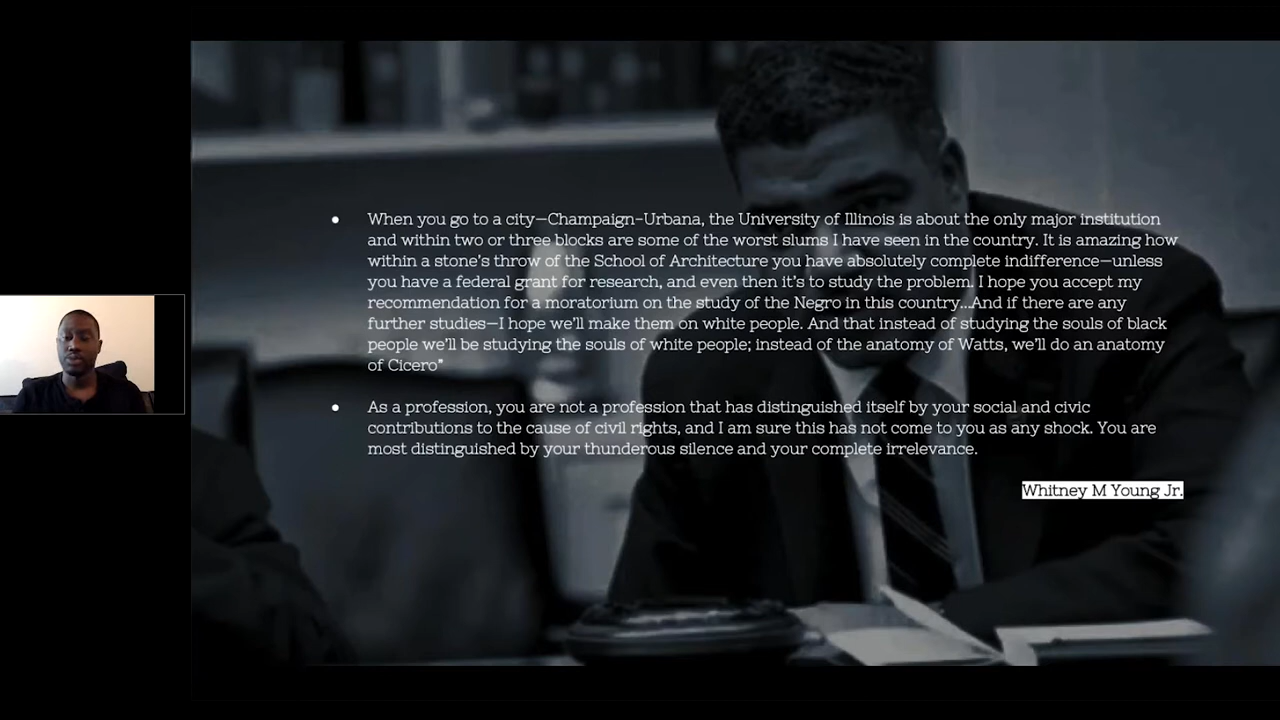 ● When you go to a city—Champaign-Urbana, the University of Illinois is about the only major institution
and within two or three blocks are some of the worst slums I have seen in the country. It is amazing how
within a stone's throw of the School of Architecture you have absolutely complete indifference—unless
you have a federal grant for research, and even then it's to study the problem. I hope you accept my
recommendation for a moratorium on the study of the Negro in this country...And if there are any
further studies—I hope we'll make them on white people. And that instead of studying the souls of black
people we'll be studying the souls of white people; instead of the anatomy of Watts, we'll do an anatomy
of Cicero"
● As a profession, you are not a profession that has distinguished itself by your social and civic
contributions to the cause of civil rights, and I am sure this has not come to you as any shock. You are
most distinguished by your thunderous silence and your complete irrelevance.
Whitney M Young Jr.